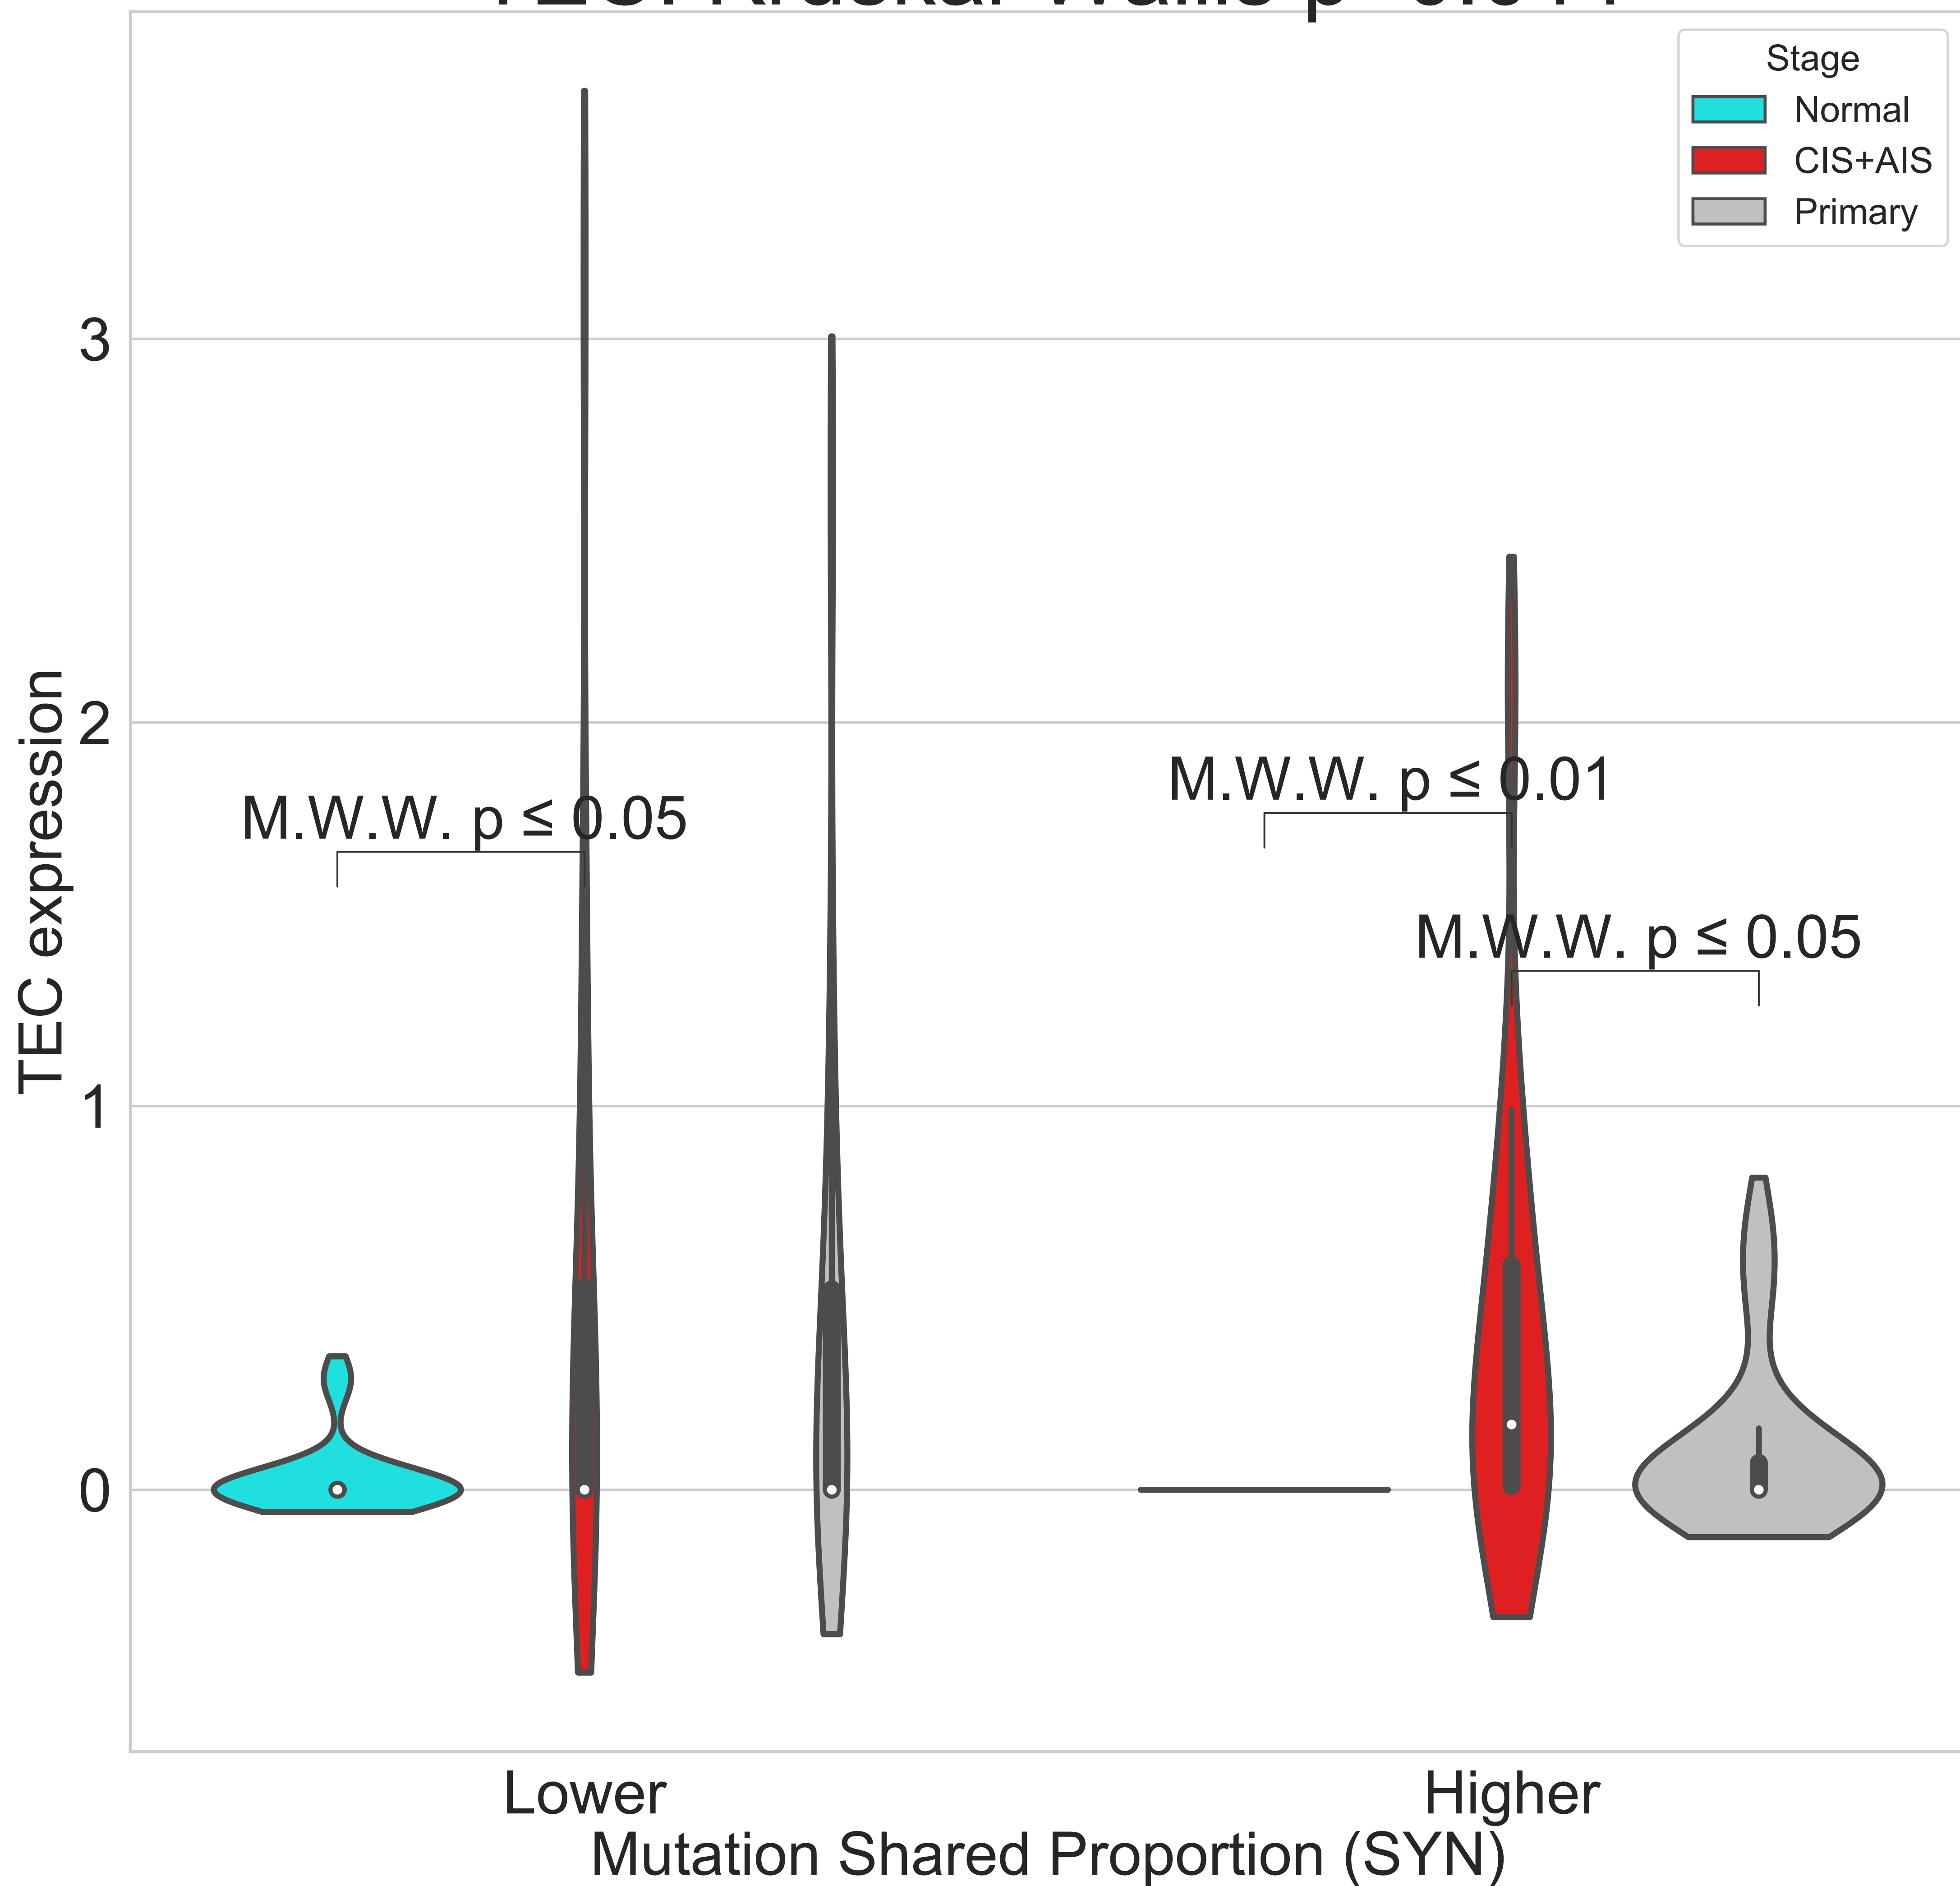 Stage
Normal
CIS+AIS
Primary
3
2
1
0
TEC expression
M.W.W. p ≤ 0.05
M.W.W. p ≤ 0.01
M.W.W. p ≤ 0.05
Lower
Higher
Mutation Shared Proportion (SYN)